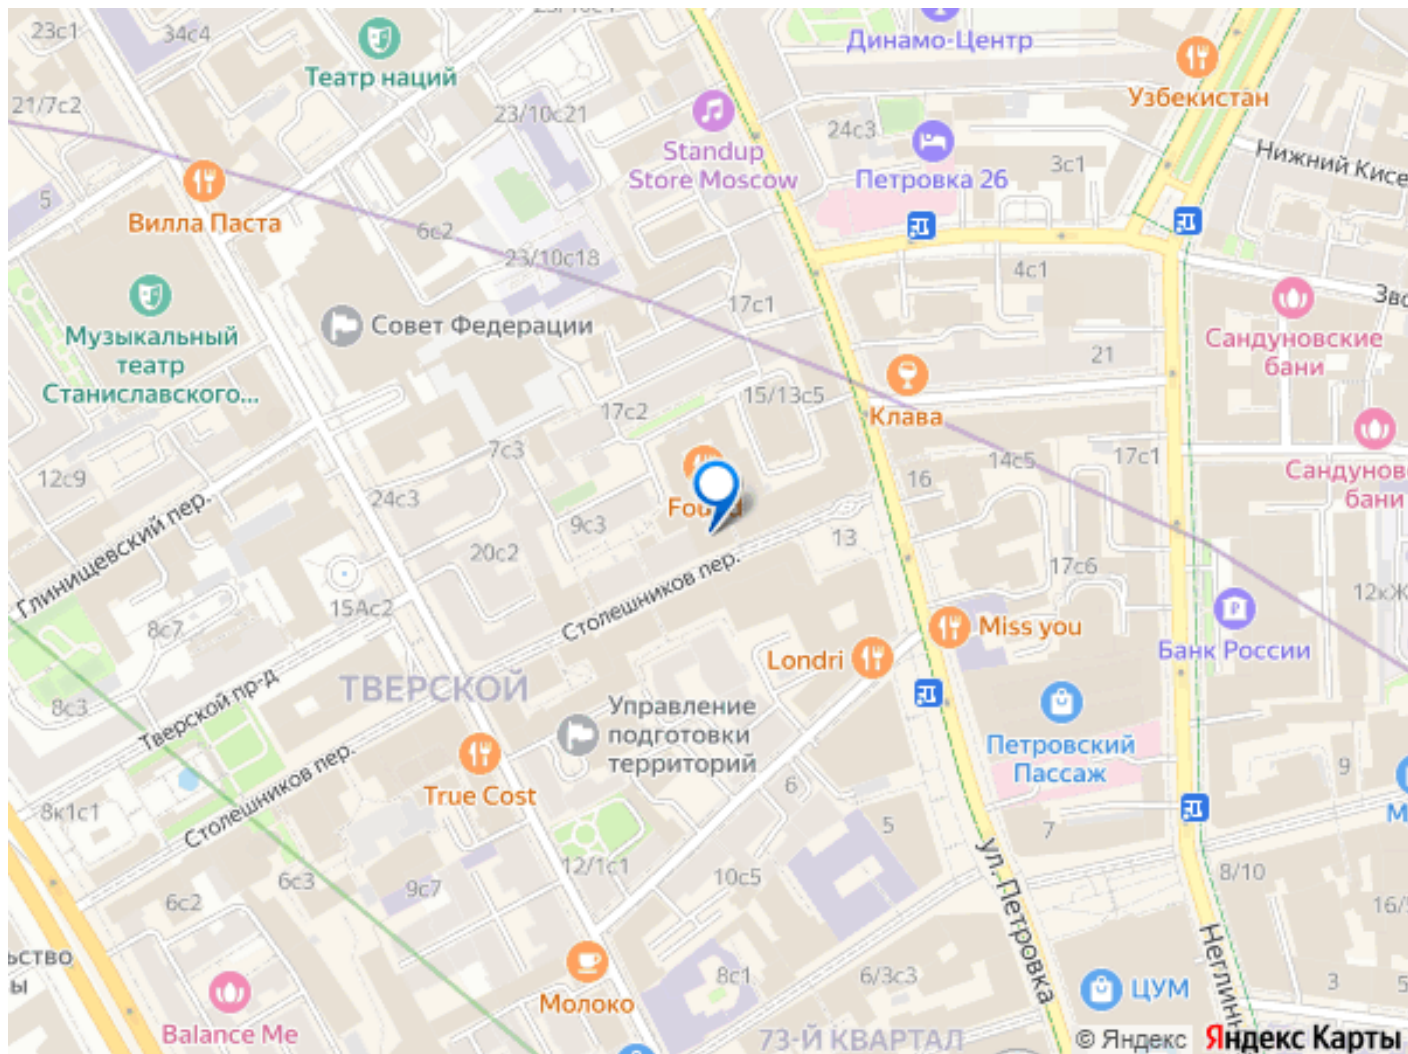 23с1
34с4
Театр наций
21/7с2
23/10с21
Динамо-Центр
Узбекистан
Standup
Store Moscow
24с3
Петровка 26
3с1
Нижний Кисе
5
Вилла Паста
6с2
23/10с18
4с1
Зво
17с1
Совет Федерации
Музыкальный
театр
Станиславского...
Сандуновские
бани
21
15/13с5
Клава
17с2
7с3
12с9
24с3
16
14с5
17с1
Сандунов
бани
9с3
13
20с2
Глинищевский пер.
Столешников пер.
17с6
15Ас2
8с7
12кЖ
Miss you
Банк России
Londri
ТВЕРСКОЙ
8с3
Тверской пр-д
Управление
подготовки
территорий
Петровский
Пассаж
Столешников пер.
True Cost
6
9
8к1с1
М
5
7
12/1с1
10с5
8/10
6с3
9с7
6с2
16/5
ул. Петровка
Неглинн
ьство
ы
Молоко
8с1
6/3с3
ЦУМ
3
5
Balance Me
73-Й КВАРТАЛ
© Яндекс Яндекс Карты